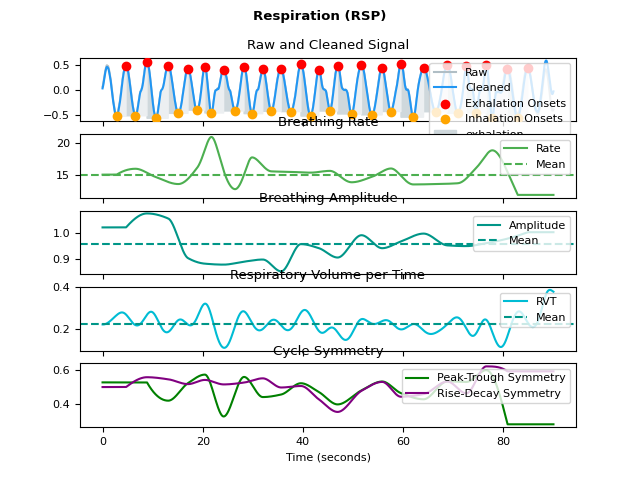 Respiration (RSP)
Raw and Cleaned Signal
0.5
0.0
−0.5
Raw
Cleaned
Exhalation Onsets
Inhalation Onsets
exhalation
Breathing Rate
20
15
Rate
Mean
Breathing Amplitude
1.0
0.9
Amplitude
Mean
Respiratory Volume per Time
0.4
0.2
RVT
Mean
Cycle Symmetry
0.6
0.4
Peak-Trough Symmetry
Rise-Decay Symmetry
0 20 40 60 80
Time (seconds)